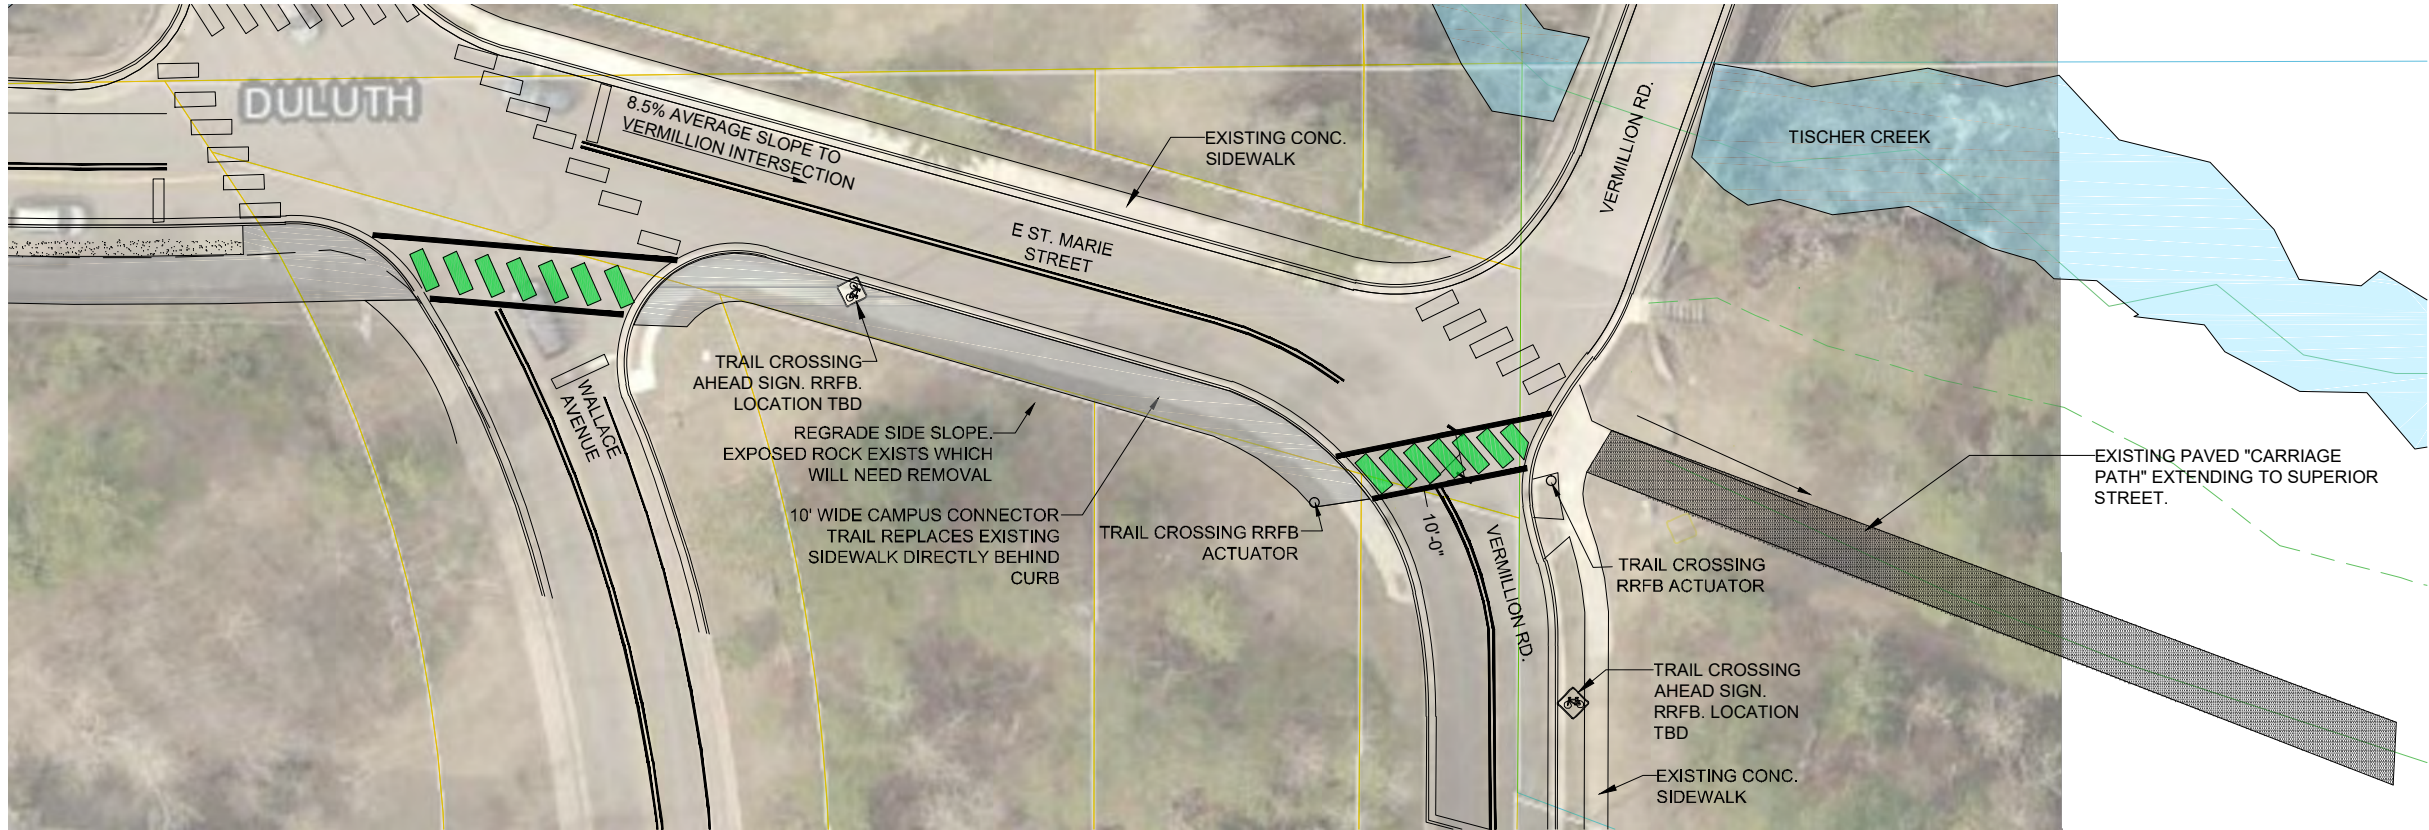 DULUTH
8.5% AVERAGE SLOPE TO
VERMILLION INTERSECTION
EXISTING CONC.
SIDEWALK
VERMILLION RD.
TISCHER CREEK
E ST. MARIE
STREET
TRAIL CROSSING
AHEAD SIGN. RRFB.
LOCATION TBD
WALLACE
AVENUE
REGRADE SIDE SLOPE.
EXPOSED ROCK EXISTS WHICH
WILL NEED REMOVAL
10' WIDE CAMPUS CONNECTOR
TRAIL REPLACES EXISTING
SIDEWALK DIRECTLY BEHIND
CURB
TRAIL CROSSING RRFB
ACTUATOR
10'-0"
VERMILLION RD.
TRAIL CROSSING
RRFB ACTUATOR
EXISTING PAVED "CARRIAGE
PATH" EXTENDING TO SUPERIOR
STREET.
TRAIL CROSSING
AHEAD SIGN.
RRFB. LOCATION
TBD
EXISTING CONC.
SIDEWALK